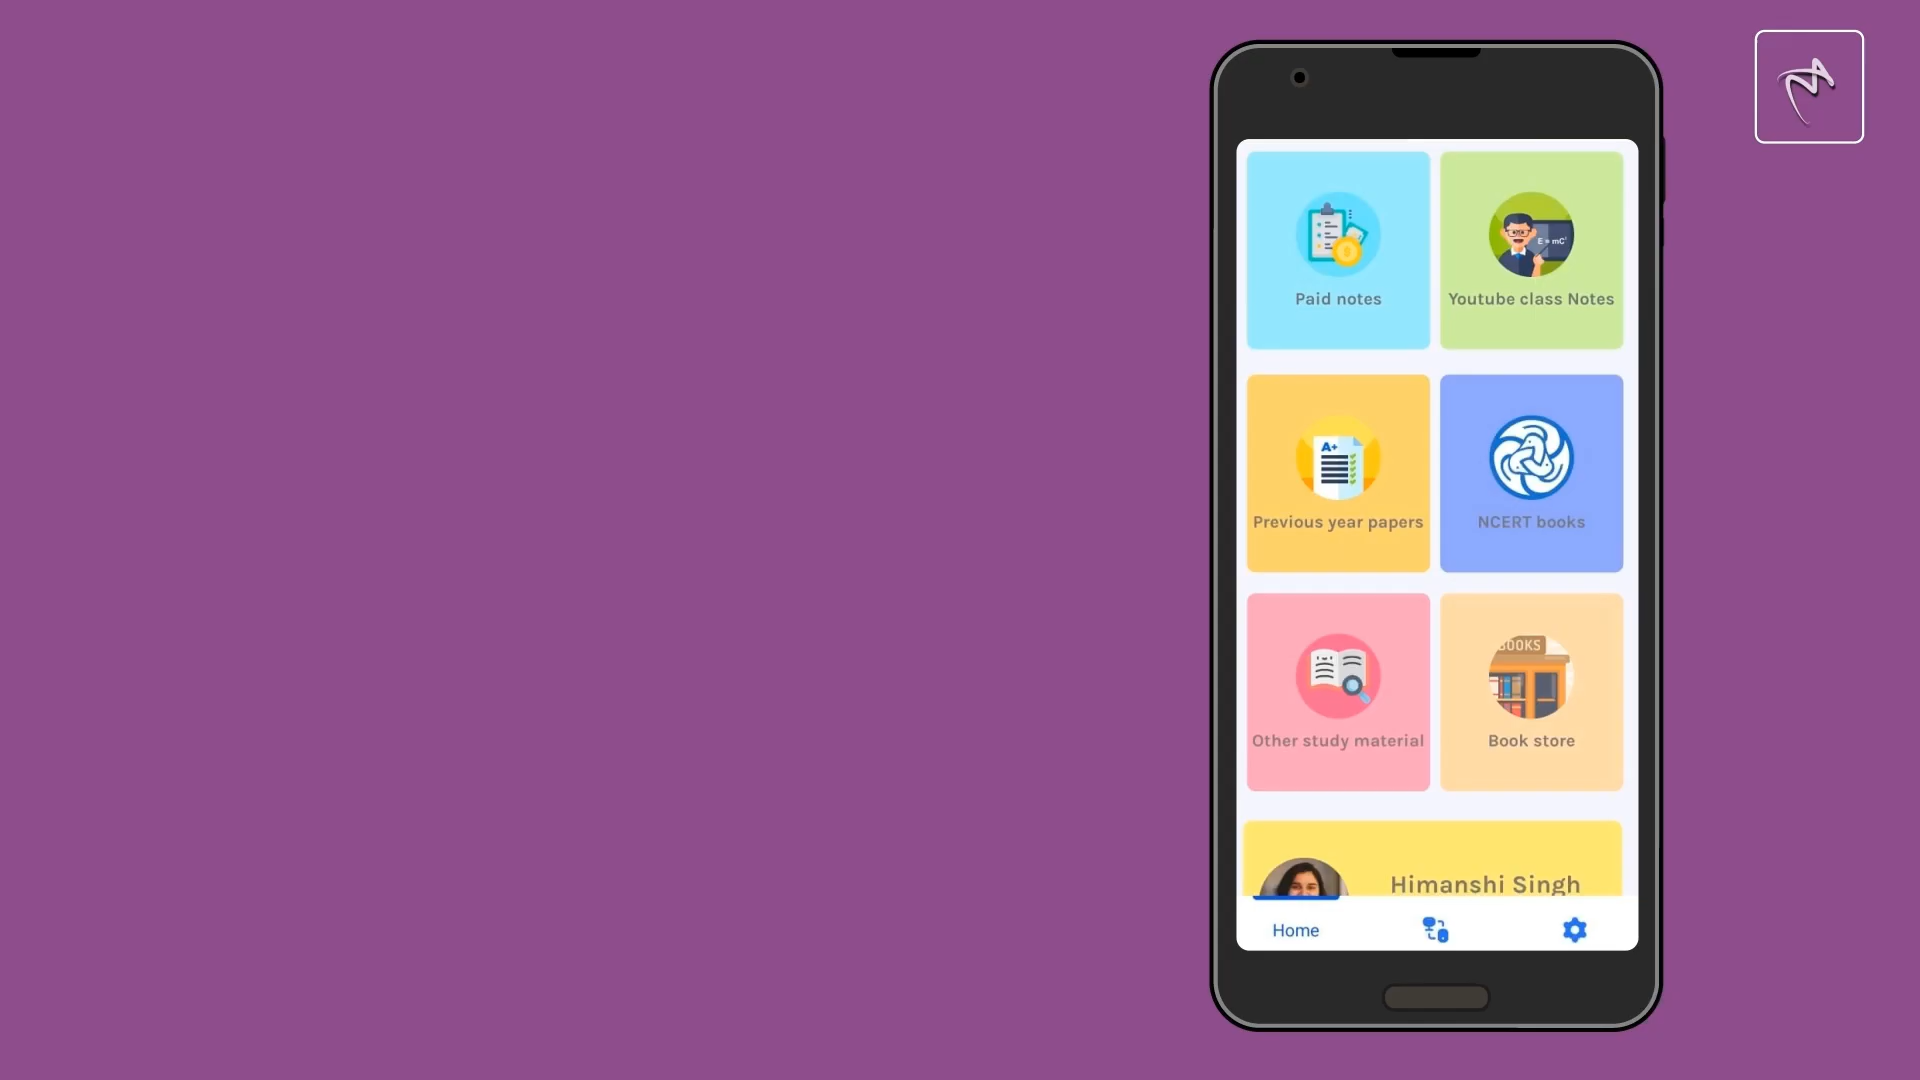 E = mC²
Paid notes
Youtube class Notes
A+
Previous year papers
NCERT books
BOOKS
Other study material
Book store
Himanshi Singh
Home